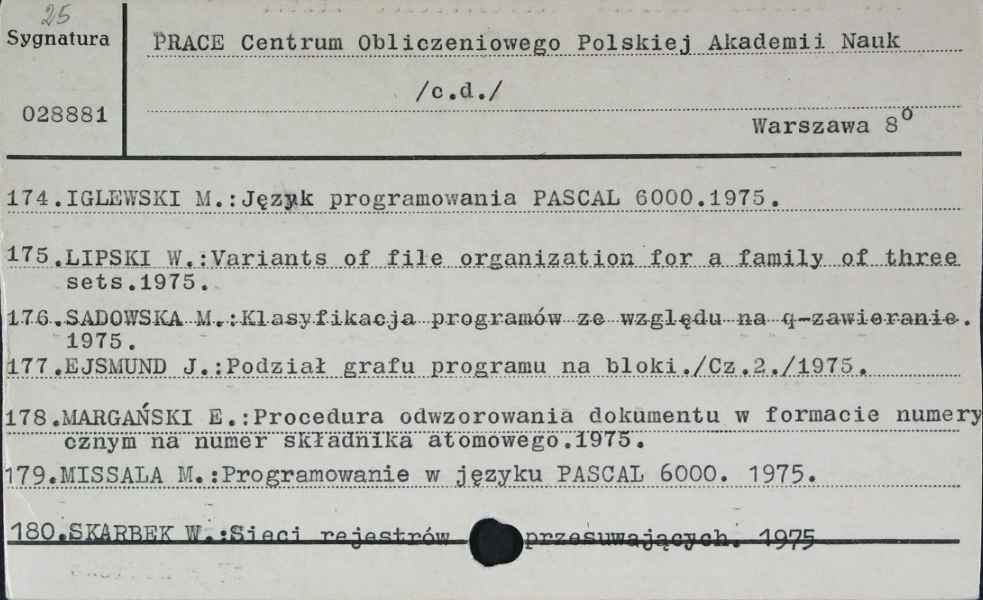 25
Sygnatura
PRACE Centrum Obliczeniowego Polskiej Akademii Nauk
/c.d./
028881
Warszawa 8⁰
174.IGLEWSKI M.:Język programowania PASCAL 6000.1975.
175.LIPSKI W.:Variants of file organization for a family of three
sets.1975.
176.SADOWSKA M.:Klasyfikacja programów ze względu na q-zawieranie.
1975.
177.EJSMUND J.:Podział grafu programu na bloki./Cz.2./1975.
178.MARGAŃSKI E.:Procedura odwzorowania dokumentu w formacie numery
cznym na numer składnika atomowego.1975.
179.MISSALA M.:Programowanie w języku PASCAL 6000. 1975.
180.SKARBEK W.:Sieci rejestrów przesuwających. 1975